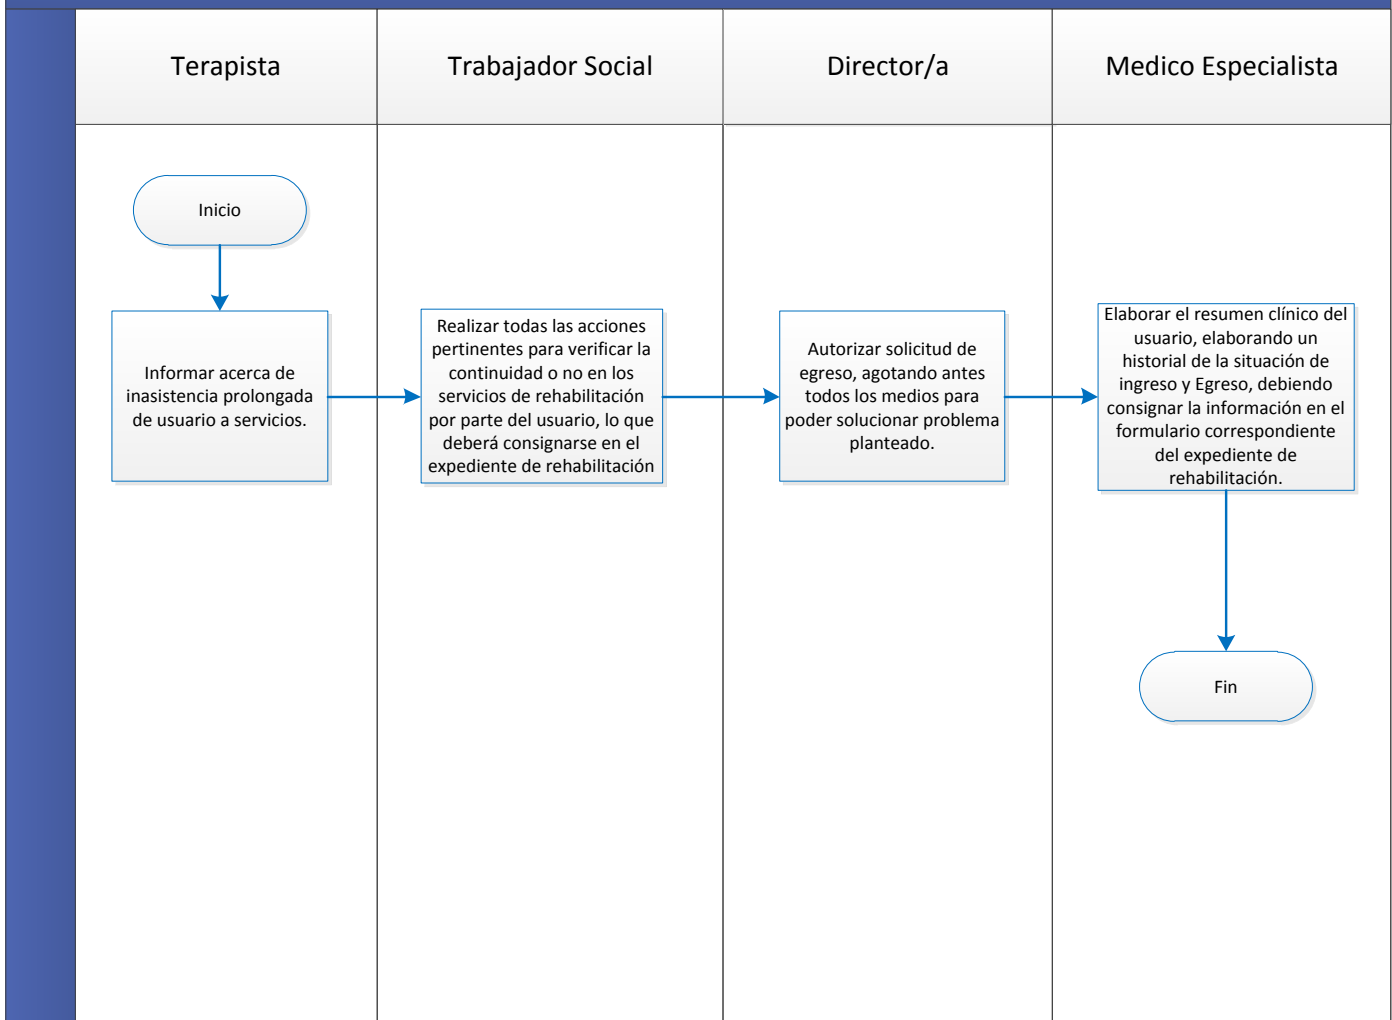 Terapista
Trabajador Social
Director/a
Medico Especialista
Inicio
Informar acerca de
inasistencia prolongada
de usuario a servicios.
Realizar todas las acciones
pertinentes para verificar la
continuidad o no en los
servicios de rehabilitación
por parte del usuario, lo que
deberá consignarse en el
expediente de rehabilitación
Autorizar solicitud de
egreso, agotando antes
todos los medios para
poder solucionar problema
planteado.
Elaborar el resumen clínico del
usuario, elaborando un
historial de la situación de
ingreso y Egreso, debiendo
consignar la información en el
formulario correspondiente
del expediente de
rehabilitación.
Fin